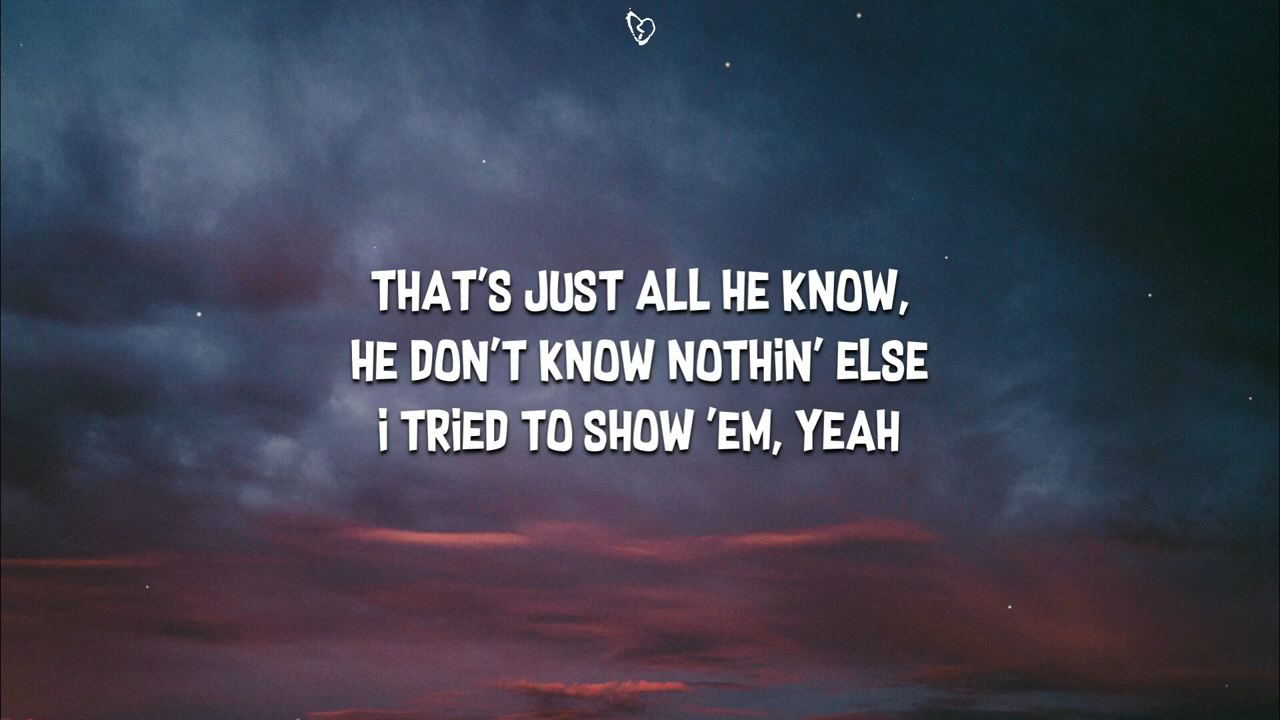 THAT'S JUST ALL HE KNOW,
HE DON'T KNOW NOTHiN' ELSE
i TRiED TO SHOW 'EM, YEAH